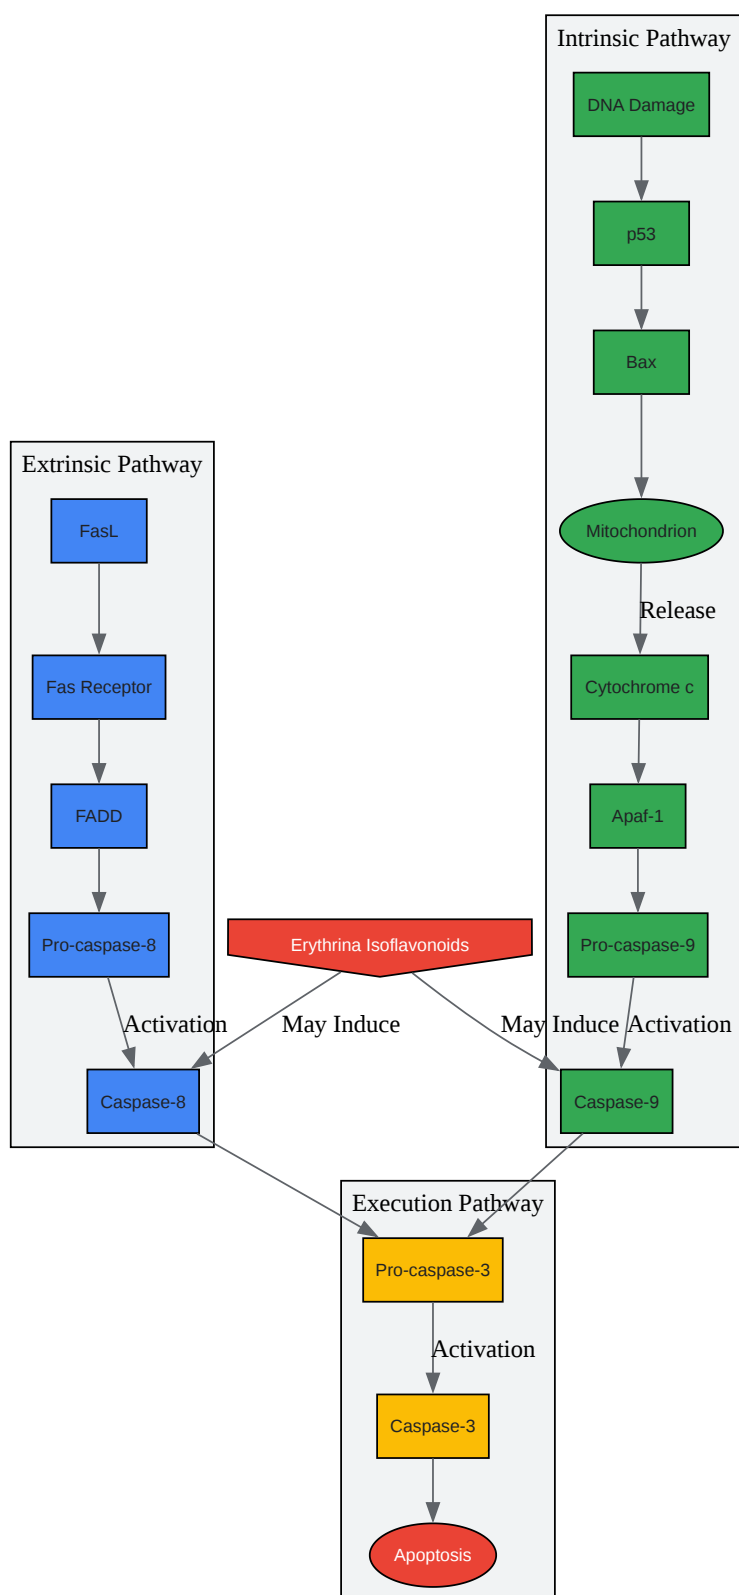 Intrinsic Pathway
DNA Damage
p53
Bax
Mitochondrion
Release
Cytochrome c
Apaf-1
Pro-caspase-9
Activation
Caspase-9
Extrinsic Pathway
FasL
Fas Receptor
FADD
Pro-caspase-8
Activation
Caspase-8
Erythrina Isoflavonoids
May Induce
May Induce
Execution Pathway
Pro-caspase-3
Activation
Caspase-3
Apoptosis